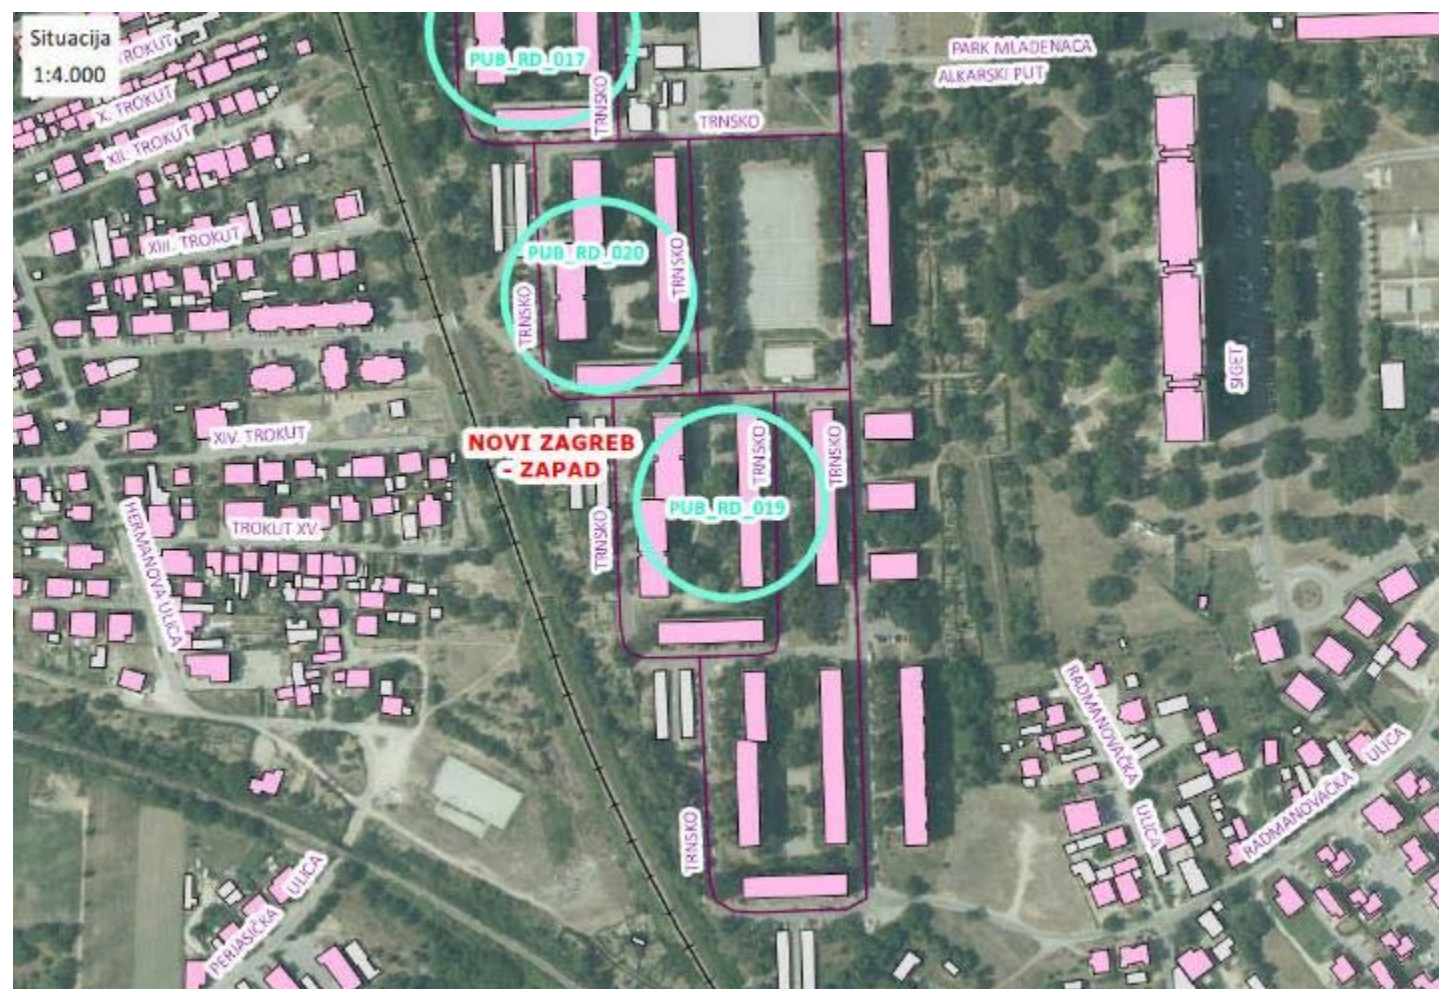 Situacija
1:4.000
TROKUT
X. TROKUT
XII. TROKUT
XIII. TROKUT
PUB_RD_017
TRNSKO
TRNSKO
PARK MLADENACA
ALKARSKI PUT
PUB_RD_020
TRNSKO
TRNSKO
SIGET
XIV. TROKUT
NOVI ZAGREB
- ZAPAD
TRNSKO
TRNSKO
PUB_RD_019
TROKUT XV
TRNSKO
HERMANOVA ULICA
RADMANOVAČKA
ULICA
RADMANOVAČKA
ULICA
TRNSKO
PERJASIČKA
ULICA